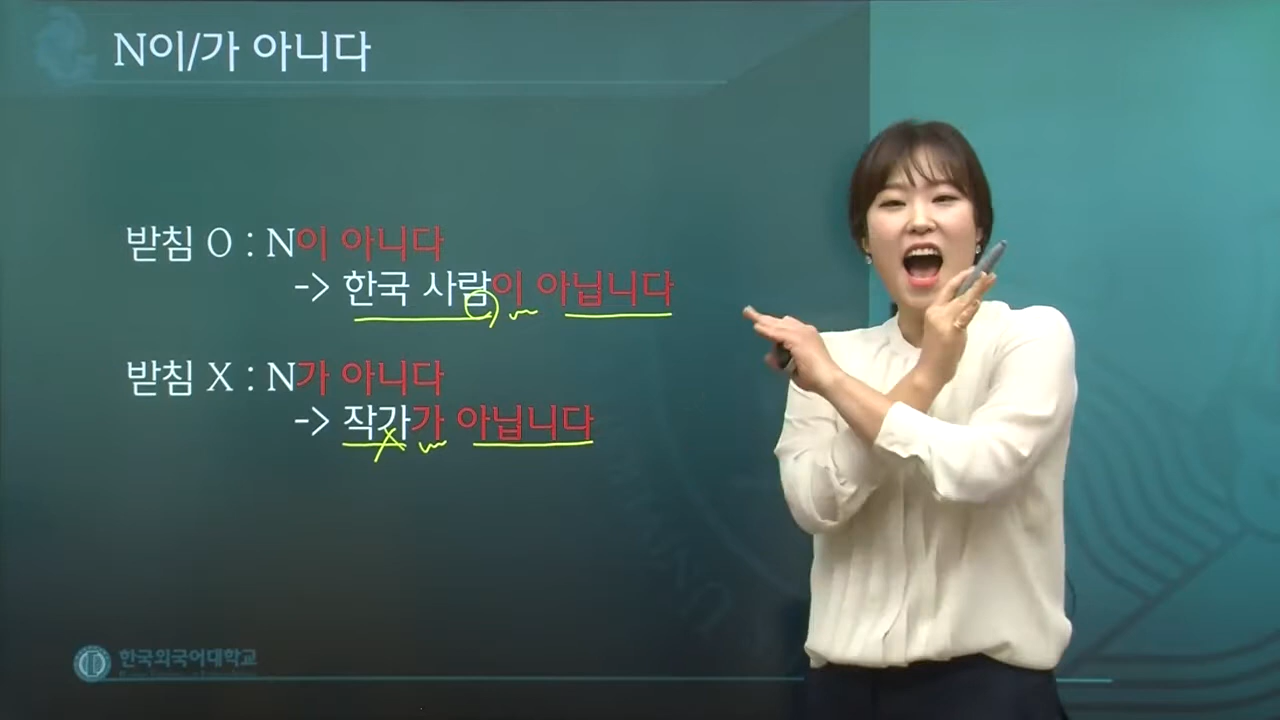 N이/가 아니다
받침 O : N이 아니다
-> 한국 사람이 아닙니다
받침 X : N가 아니다
-> 작가가 아닙니다
한국외국어대학교